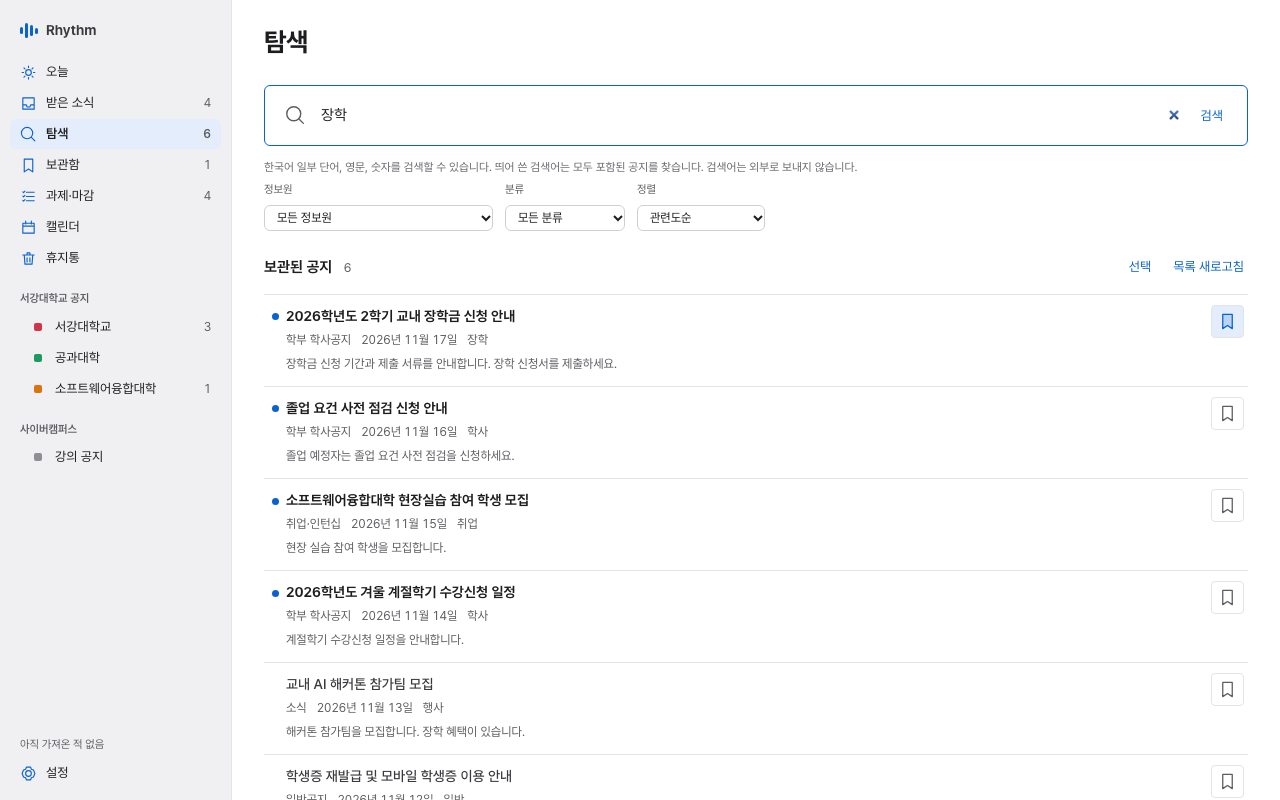 Rhythm
오늘
받은 소식 4
탐색 6
보관함 1
과제·마감 4
캘린더
휴지통
서강대학교 공지
서강대학교 3
공과대학
소프트웨어융합대학 1
사이버캠퍼스
강의 공지
아직 가져온 적 없음
설정
탐색
장학
검색
한국어 일부 단어, 영문, 숫자를 검색할 수 있습니다. 띄어 쓴 검색어는 모두 포함된 공지를 찾습니다. 검색어는 외부로 보내지 않습니다.
정보원 분류 정렬
모든 정보원 모든 분류 관련도순
보관된 공지 6 선택 목록 새로고침
2026학년도 2학기 교내 장학금 신청 안내
학부 학사공지 2026년 11월 17일 장학
장학금 신청 기간과 제출 서류를 안내합니다. 장학 신청서를 제출하세요.
졸업 요건 사전 점검 신청 안내
학부 학사공지 2026년 11월 16일 학사
졸업 예정자는 졸업 요건 사전 점검을 신청하세요.
소프트웨어융합대학 현장실습 참여 학생 모집
취업·인턴십 2026년 11월 15일 취업
현장 실습 참여 학생을 모집합니다.
2026학년도 겨울 계절학기 수강신청 일정
학부 학사공지 2026년 11월 14일 학사
계절학기 수강신청 일정을 안내합니다.
교내 AI 해커톤 참가팀 모집
소식 2026년 11월 13일 행사
해커톤 참가팀을 모집합니다. 장학 혜택이 있습니다.
학생증 재발급 및 모바일 학생증 이용 안내
일반공지 2026년 11월 12일 일반